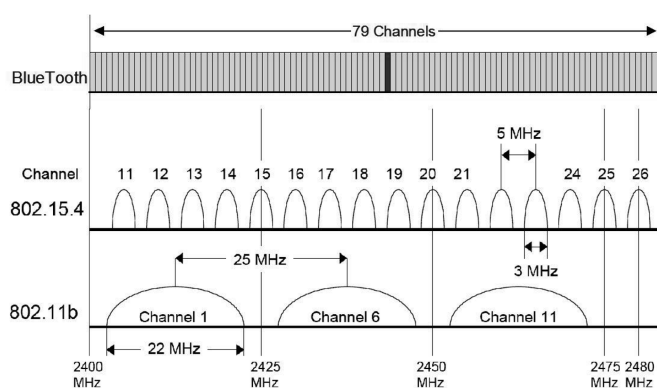 79 Channels
BlueTooth
5 MHz
Channel 11 12 13 14 15 16 17 18 19 20 21 24 25 26
802.15.4
25 MHz
3 MHz
802.11b
Channel 1 Channel 6 Channel 11
22 MHz
2400 2425 2450 2475 2480
MHz MHz MHz MHz MHz